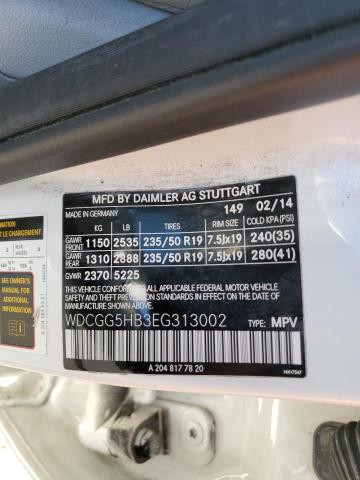 MFD BY DAIMLER AG STUTTGART
MADE IN GERMANY 149 02/14
KG LB TIRES RIM SIZE COLD KPA(PSI)
GAWR FRONT 1150 2535 235/50 R19 7.5Jx19 240(35)
GAWR REAR 1310 2888 235/50 R19 7.5Jx19 280(41)
GVWR 2370 5225
THIS VEHICLE CONFORMS TO ALL
APPLICABLE U.S. FEDERAL MOTOR VEHICLE
SAFETY STANDARDS IN EFFECT ON THE DATE
OF MANUFACTURE SHOWN ABOVE.
WDCGG5HB3EG313002 TYPE: MPV
A 204 817 78 20
ATION
LE CHARGEMENT
SEE OWNER'S
MANUAL FOR
ADDITIONAL
INFORMATION